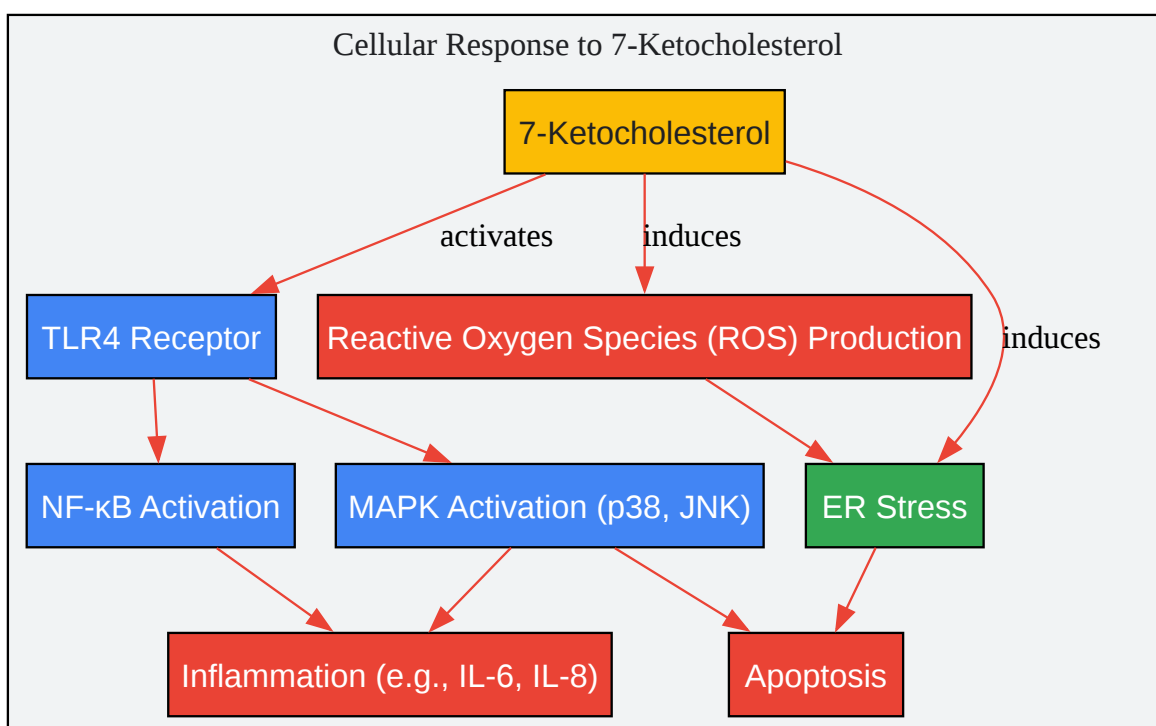 Cellular Response to 7-Ketocholesterol
7-Ketocholesterol
activates
induces
TLR4 Receptor
Reactive Oxygen Species (ROS) Production
induces
NF-κB Activation
MAPK Activation (p38, JNK)
ER Stress
Inflammation (e.g., IL-6, IL-8)
Apoptosis